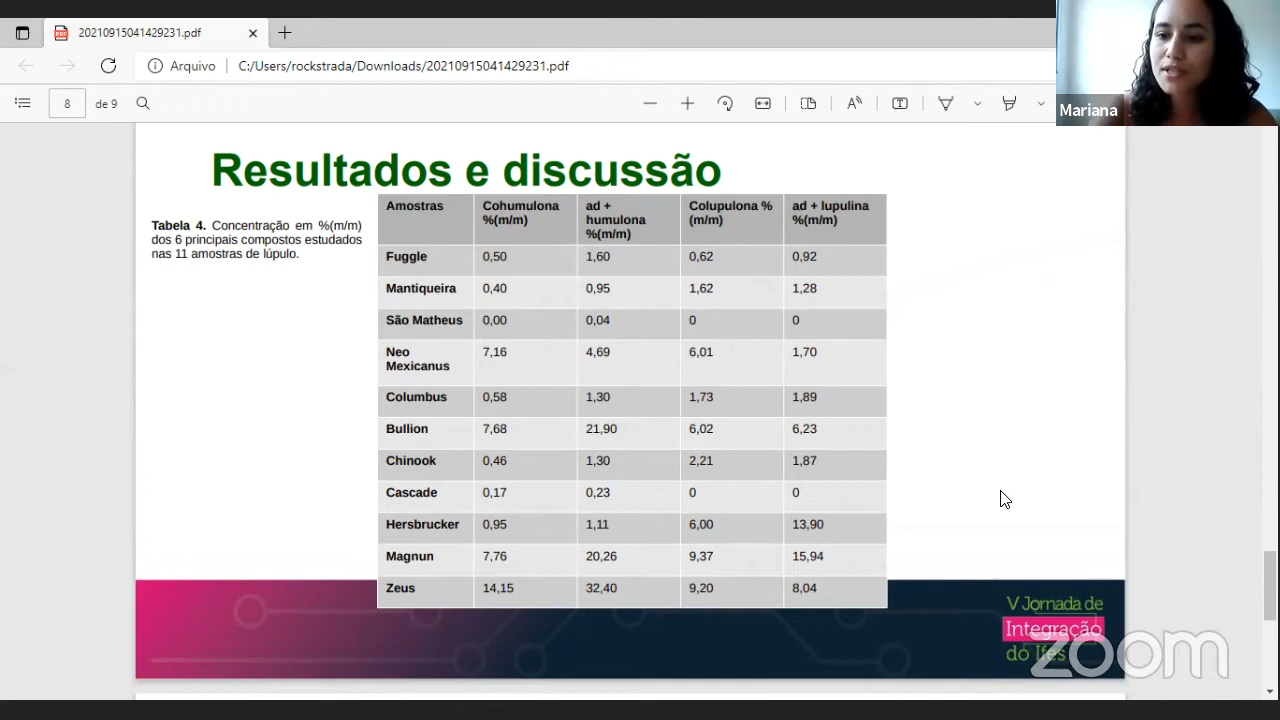 20210915041429231.pdf
Arquivo
C:/Users/rockstrada/Downloads/20210915041429231.pdf
8 de 9
Mariana
Resultados e discussão
Tabela 4. Concentração em %(m/m)
dos 6 principais compostos estudados
nas 11 amostras de lúpulo.
Amostras Cohumulona %(m/m) ad + humulona %(m/m) Colupulona % (m/m) ad + lupulina %(m/m)
Fuggle 0,50 1,60 0,62 0,92
Mantiqueira 0,40 0,95 1,62 1,28
São Matheus 0,00 0,04 0 0
Neo Mexicanus 7,16 4,69 6,01 1,70
Columbus 0,58 1,30 1,73 1,89
Bullion 7,68 21,90 6,02 6,23
Chinook 0,46 1,30 2,21 1,87
Cascade 0,17 0,23 0 0
Hersbrucker 0,95 1,11 6,00 13,90
Magnun 7,76 20,26 9,37 15,94
Zeus 14,15 32,40 9,20 8,04
V Jornada de
Integração
do Ifes
zoom